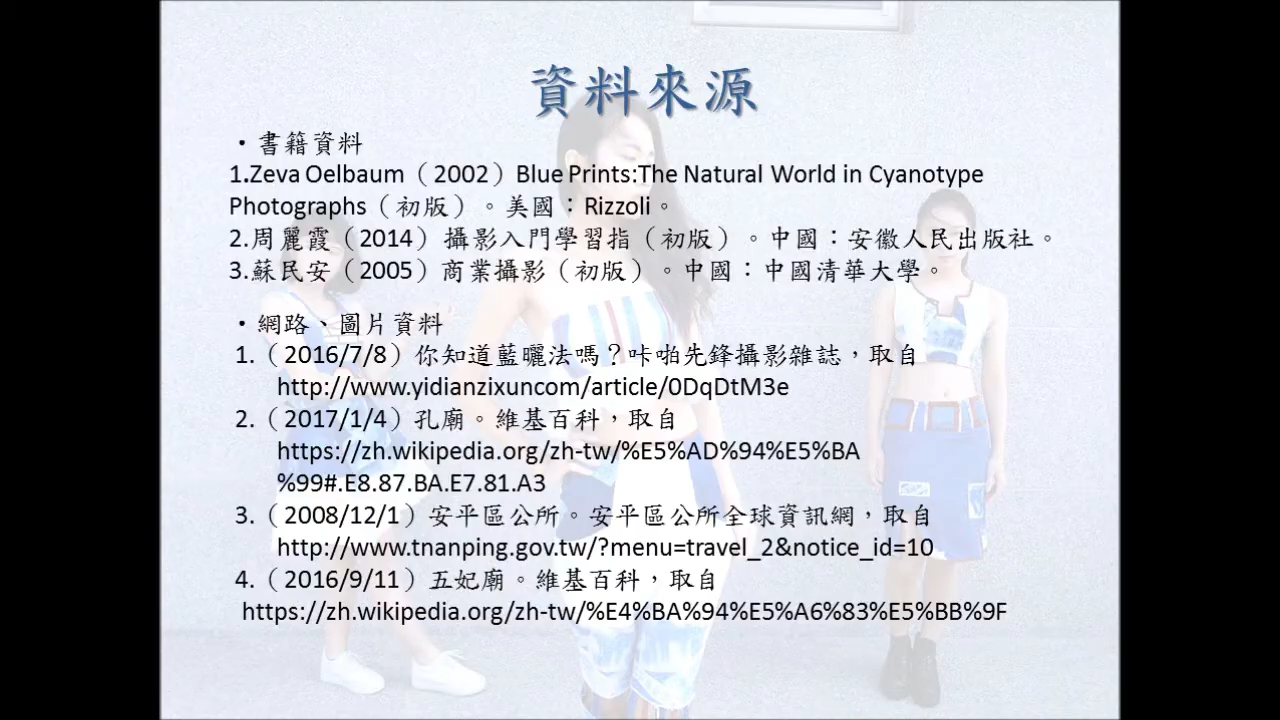 資料來源
・書籍資料
1.Zeva Oelbaum（2002）Blue Prints:The Natural World in Cyanotype
Photographs（初版）。美國：Rizzoli。
2.周麗霞（2014）攝影入門學習指（初版）。中國：安徽人民出版社。
3.蘇民安（2005）商業攝影（初版）。中國：中國清華大學。
・網路、圖片資料
1.（2016/7/8）你知道藍曬法嗎？咔啪先鋒攝影雜誌，取自
http://www.yidianzixuncom/article/0DqDtM3e
2.（2017/1/4）孔廟。維基百科，取自
https://zh.wikipedia.org/zh-tw/%E5%AD%94%E5%BA
%99#.E8.87.BA.E7.81.A3
3.（2008/12/1）安平區公所。安平區公所全球資訊網，取自
http://www.tnanping.gov.tw/?menu=travel_2&notice_id=10
4.（2016/9/11）五妃廟。維基百科，取自
https://zh.wikipedia.org/zh-tw/%E4%BA%94%E5%A6%83%E5%BB%9F